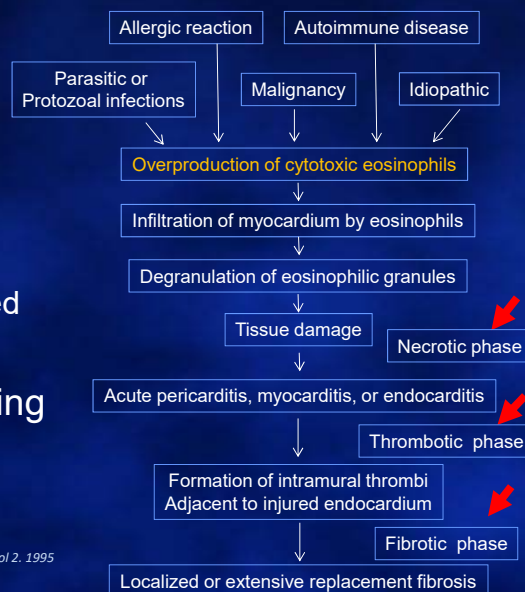 Allergic reaction
Autoimmune disease
Parasitic or
Protozoal infections
Malignancy
Idiopathic
Overproduction of cytotoxic eosinophils
Infiltration of myocardium by eosinophils
Degranulation of eosinophilic granules
ed
Tissue damage
Necrotic phase
ing
Acute pericarditis, myocarditis, or endocarditis
Thrombotic phase
Formation of intramural thrombi
Adjacent to injured endocardium
Fibrotic phase
ol 2. 1995
Localized or extensive replacement fibrosis